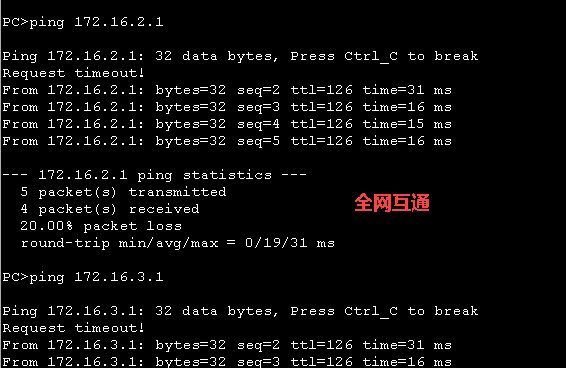 PC>ping 172.16.2.1
Ping 172.16.2.1: 32 data bytes, Press Ctrl_C to break
Request timeout!
From 172.16.2.1: bytes=32 seq=2 ttl=126 time=31 ms
From 172.16.2.1: bytes=32 seq=3 ttl=126 time=16 ms
From 172.16.2.1: bytes=32 seq=4 ttl=126 time=15 ms
From 172.16.2.1: bytes=32 seq=5 ttl=126 time=16 ms
--- 172.16.2.1 ping statistics ---
5 packet(s) transmitted
4 packet(s) received
全网互通
20.00% packet loss
round-trip min/avg/max = 0/19/31 ms
PC>ping 172.16.3.1
Ping 172.16.3.1: 32 data bytes, Press Ctrl_C to break
Request timeout!
From 172.16.3.1: bytes=32 seq=2 ttl=126 time=31 ms
From 172.16.3.1: bytes=32 seq=3 ttl=126 time=16 ms